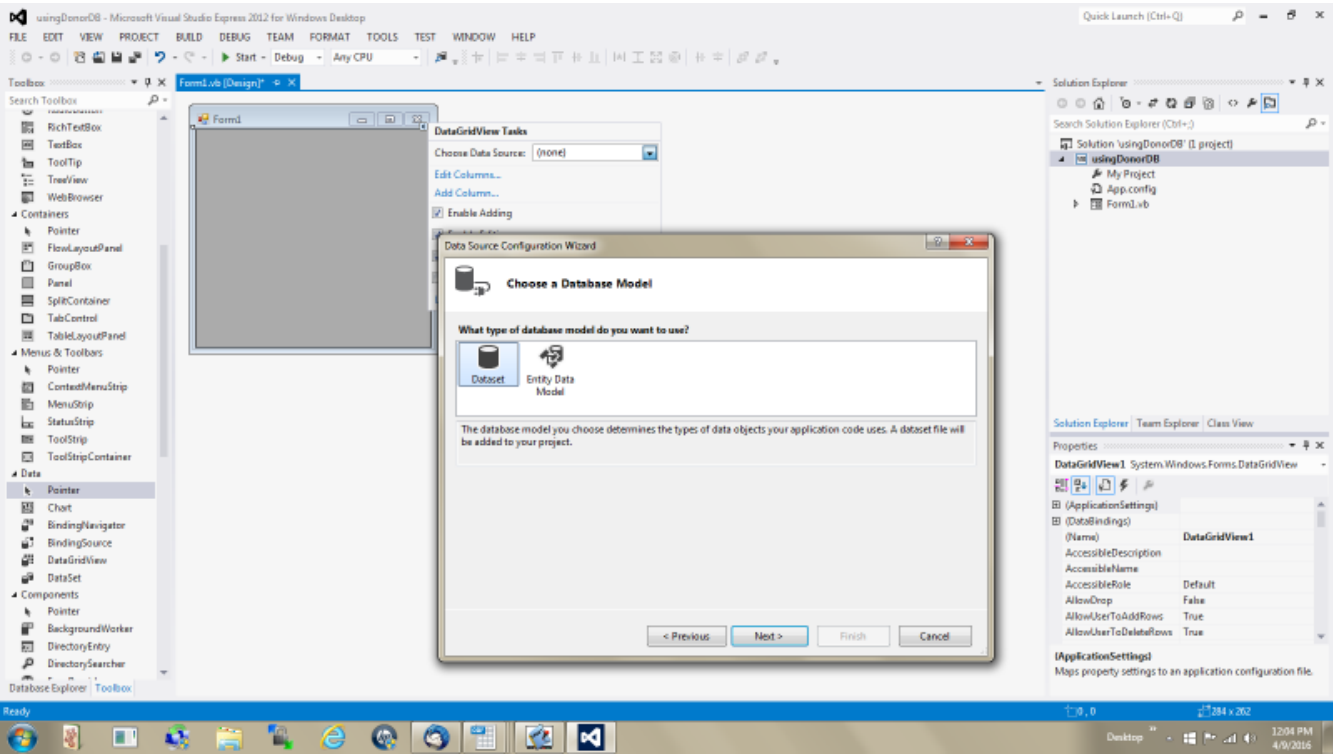 usingDonorDB - Microsoft Visual Studio Express 2012 for Windows Desktop
Quick Launch (Ctrl+Q)
FILE EDIT VIEW PROJECT BUILD DEBUG TEAM FORMAT TOOLS TEST WINDOW HELP
Start Debug Any CPU
Toolbox
Search Toolbox
RichTextBox
TextBox
ToolTip
TreeView
WebBrowser
Containers
Pointer
FlowLayoutPanel
GroupBox
Panel
SplitContainer
TabControl
TableLayoutPanel
Menus & Toolbars
Pointer
ContextMenuStrip
MenuStrip
StatusStrip
ToolStrip
ToolStripContainer
Data
Pointer
Chart
BindingNavigator
BindingSource
DataGridView
DataSet
Components
Pointer
BackgroundWorker
DirectoryEntry
DirectorySearcher
Database Explorer Toolbox
Form1.vb [Design]*
Form1
DataGridView Tasks
Choose Data Source: (none)
Edit Columns...
Add Column...
Enable Adding
Data Source Configuration Wizard
Choose a Database Model
What type of database model do you want to use?
Dataset
Entity Data
Model
The database model you choose determines the types of data objects your application code uses. A dataset file will
be added to your project.
< Previous Next > Finish Cancel
Solution Explorer
Search Solution Explorer (Ctrl+;)
Solution 'usingDonorDB' (1 project)
usingDonorDB
My Project
App.config
Form1.vb
Solution Explorer Team Explorer Class View
Properties
DataGridView1 System.Windows.Forms.DataGridView
(ApplicationSettings)
(DataBindings)
(Name) DataGridView1
AccessibleDescription
AccessibleName
AccessibleRole Default
AllowDrop False
AllowUserToAddRows True
AllowUserToDeleteRows True
(ApplicationSettings)
Maps property settings to an application configuration file.
Ready
0 , 0
284 x 262
Desktop
12:04 PM
4/9/2016